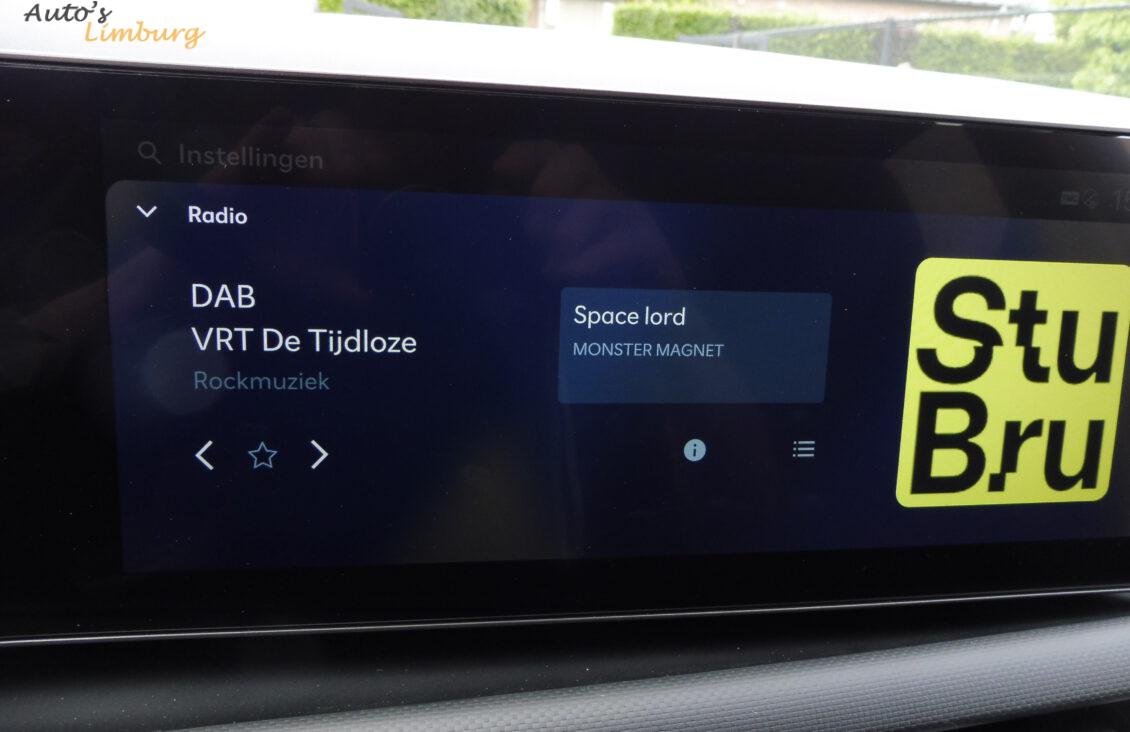 Auto's
Limburg
Instellingen
Radio
DAB
VRT De Tijdloze
Rockmuziek
Space lord
MONSTER MAGNET
Stu
Bru